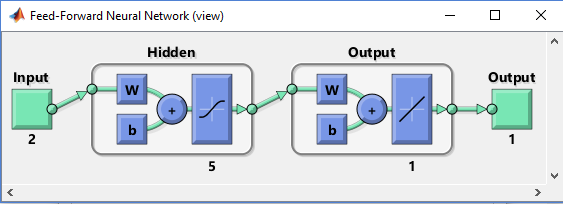 Feed-Forward Neural Network (view)
Hidden
Output
Input
Output
W
+
b
W
+
b
2
5
1
1